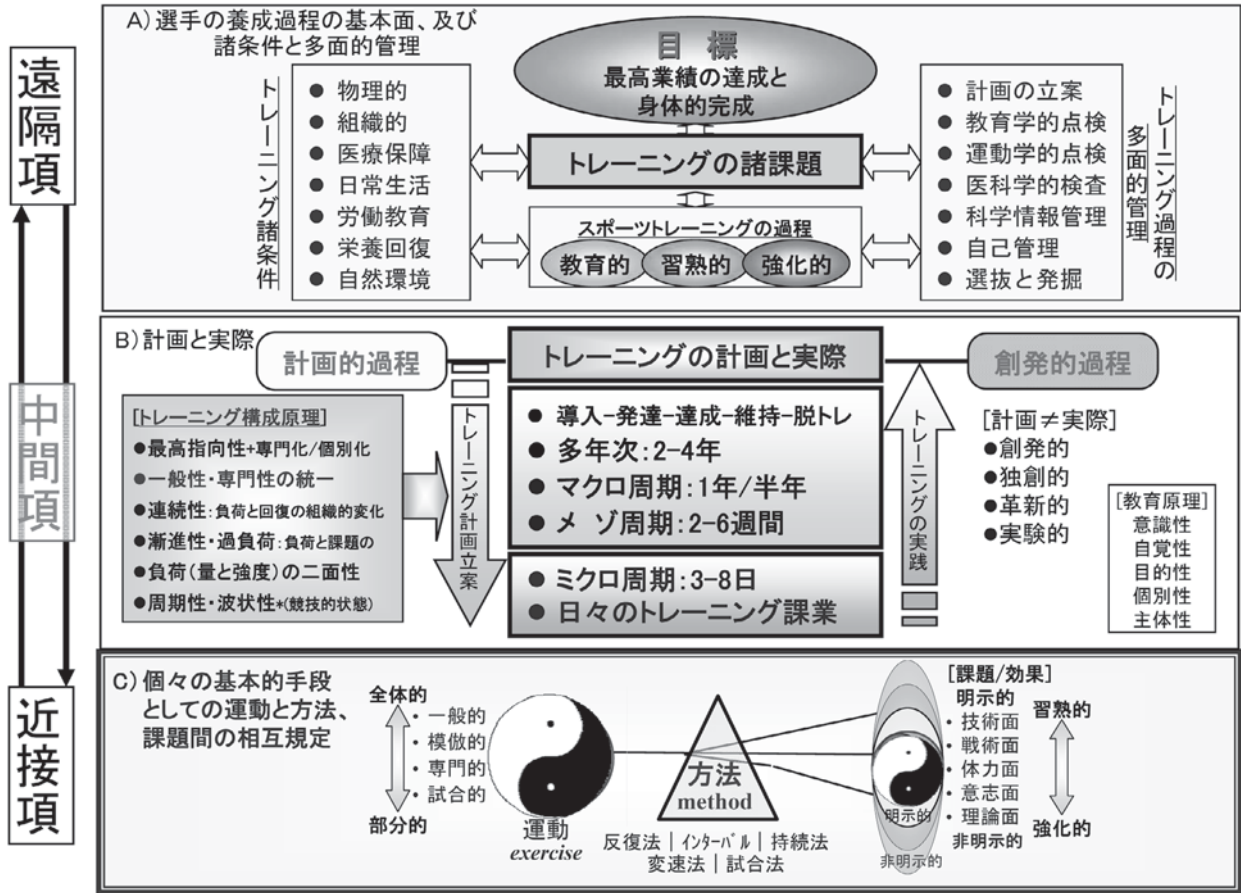 遠隔項
中間項
近接項
A）選手の養成過程の基本面、及び
諸条件と多面的管理
目 標
最高業績の達成と
身体的完成
トレーニング諸条件
● 物理的
● 組織的
● 医療保障
● 日常生活
● 労働教育
● 栄養回復
● 自然環境
トレーニングの諸課題
スポーツトレーニングの過程
教育的 習熟的 強化的
● 計画の立案
● 教育学的点検
● 運動学的点検
● 医科学的検査
● 科学情報管理
● 自己管理
● 選抜と発掘
トレーニング過程の
多面的管理
B）計画と実際
計画的過程
トレーニングの計画と実際
創発的過程
[トレーニング構成原理]
●最高指向性+専門化/個別化
●一般性・専門性の統一
●連続性：負荷と回復の組織的変化
●漸進性・過負荷：負荷と課題の
●負荷（量と強度）の二面性
●周期性・波状性*(競技的状態)
トレーニング計画立案
● 導入-発達-達成-維持-脱トレ
● 多年次：2-4年
● マクロ周期：1年/半年
● メ ゾ周期：2-6週間
● ミクロ周期：3-8日
● 日々のトレーニング課業
トレーニングの実践
[計画≠実際]
●創発的
●独創的
●革新的
●実験的
[教育原理]
意識性
自覚性
目的性
個別性
主体性
C）個々の基本的手段
としての運動と方法、
課題間の相互規定
全体的
・一般的
・模倣的
・専門的
・試合的
部分的
運動
exercise
方法
method
反復法｜インターバル｜持続法
変速法｜試合法
明示的
非明示的
[課題/効果]
明示的
・技術面
・戦術面
・体力面
・意志面
・理論面
非明示的
習熟的
強化的